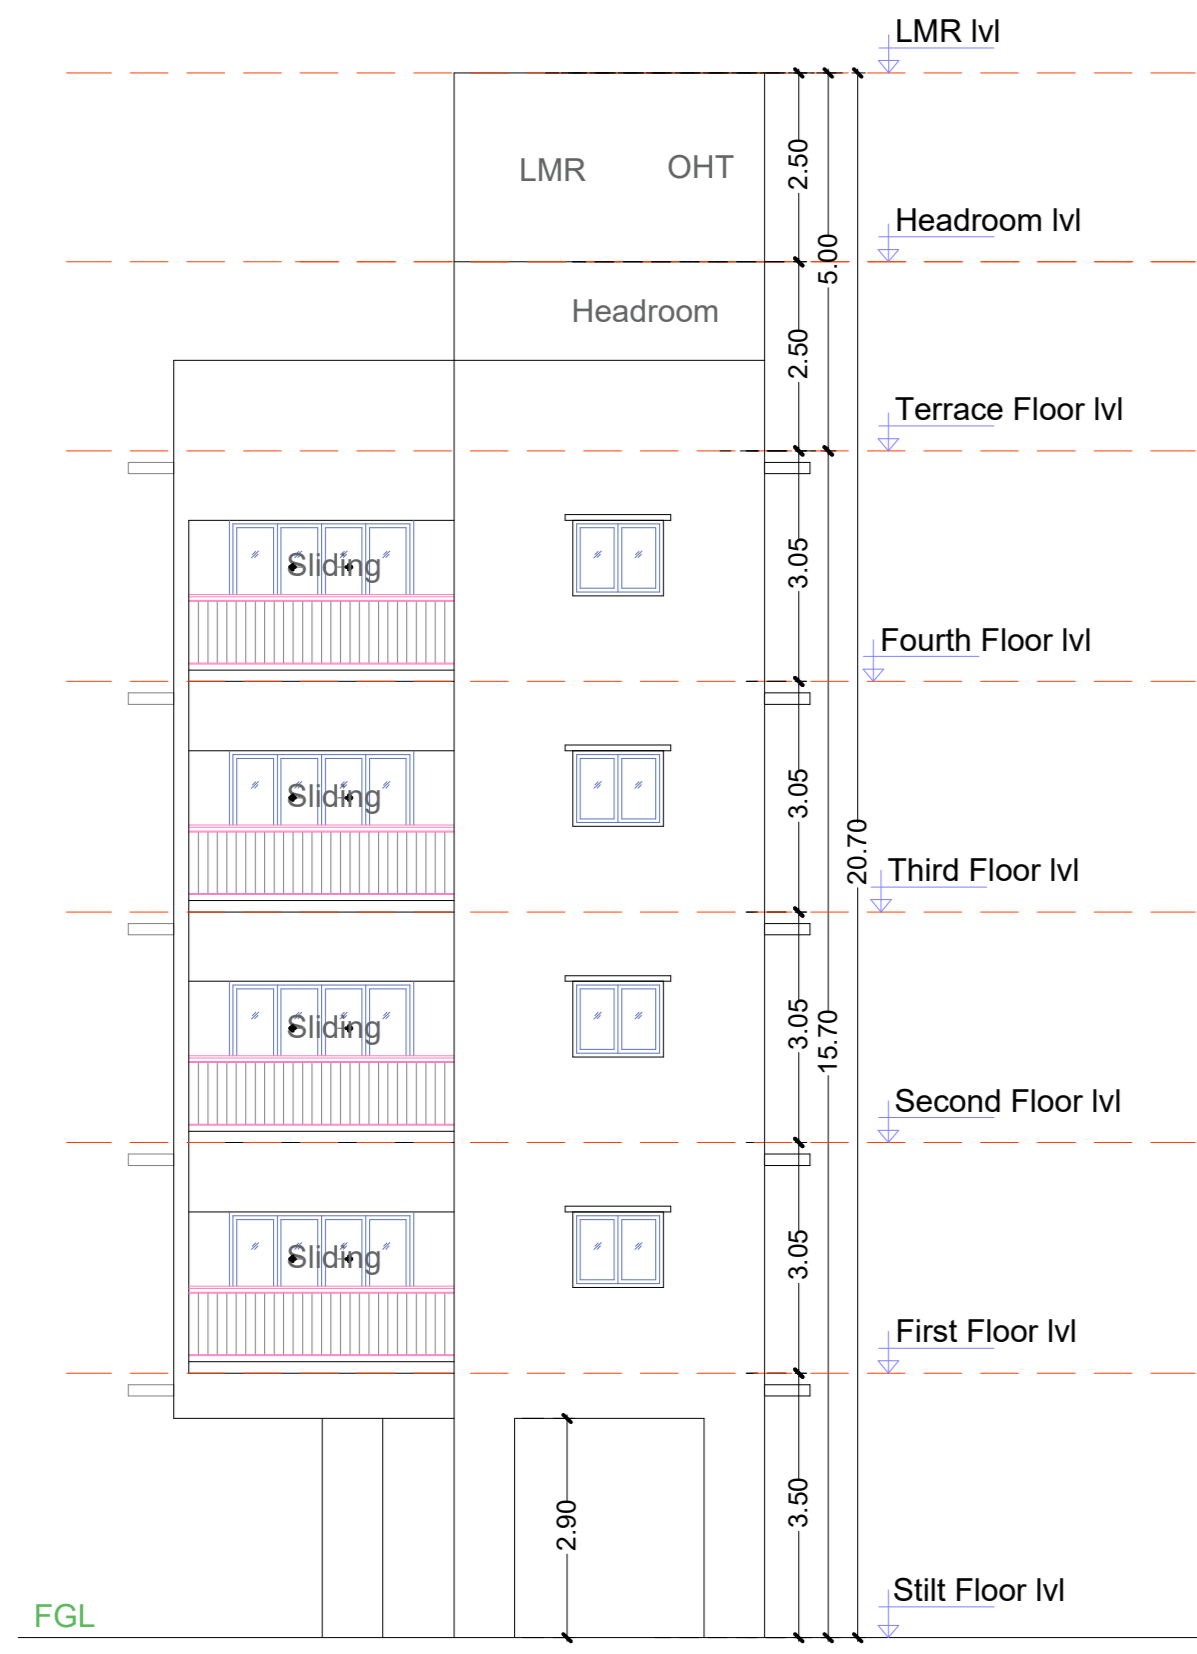 LMR lvl
LMR
OHT
2.50
Headroom lvl
5.00
Headroom
2.50
Terrace Floor lvl
Sliding
3.05
Fourth Floor lvl
Sliding
3.05
20.70
Third Floor lvl
Sliding
3.05
15.70
Second Floor lvl
Sliding
3.05
First Floor lvl
2.90
3.50
Stilt Floor lvl
FGL